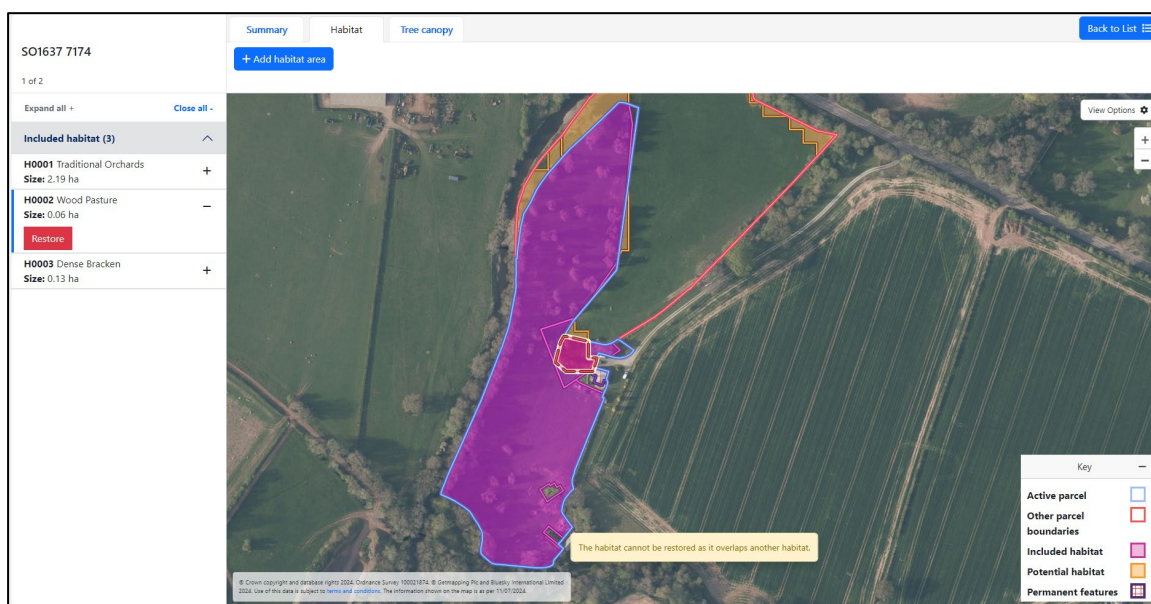 Summary
Habitat
Tree canopy
Back to List
SO1637 7174
+ Add habitat area
1 of 2
Expand all +
Close all -
View Options
Included habitat (3)
+
−
H0001 Traditional Orchards
+
Size: 2.19 ha
H0002 Wood Pasture
−
Size: 0.06 ha
Restore
H0003 Dense Bracken
+
Size: 0.13 ha
Key
−
Active parcel
Other parcel
boundaries
Included habitat
Potential habitat
Permanent features
The habitat cannot be restored as it overlaps another habitat.
© Crown copyright and database rights 2024. Ordnance Survey 100021874. © Getmapping Plc and Bluesky International Limited
2024. Use of this data is subject to terms and conditions. The information shown on the map is as per 11/07/2024.